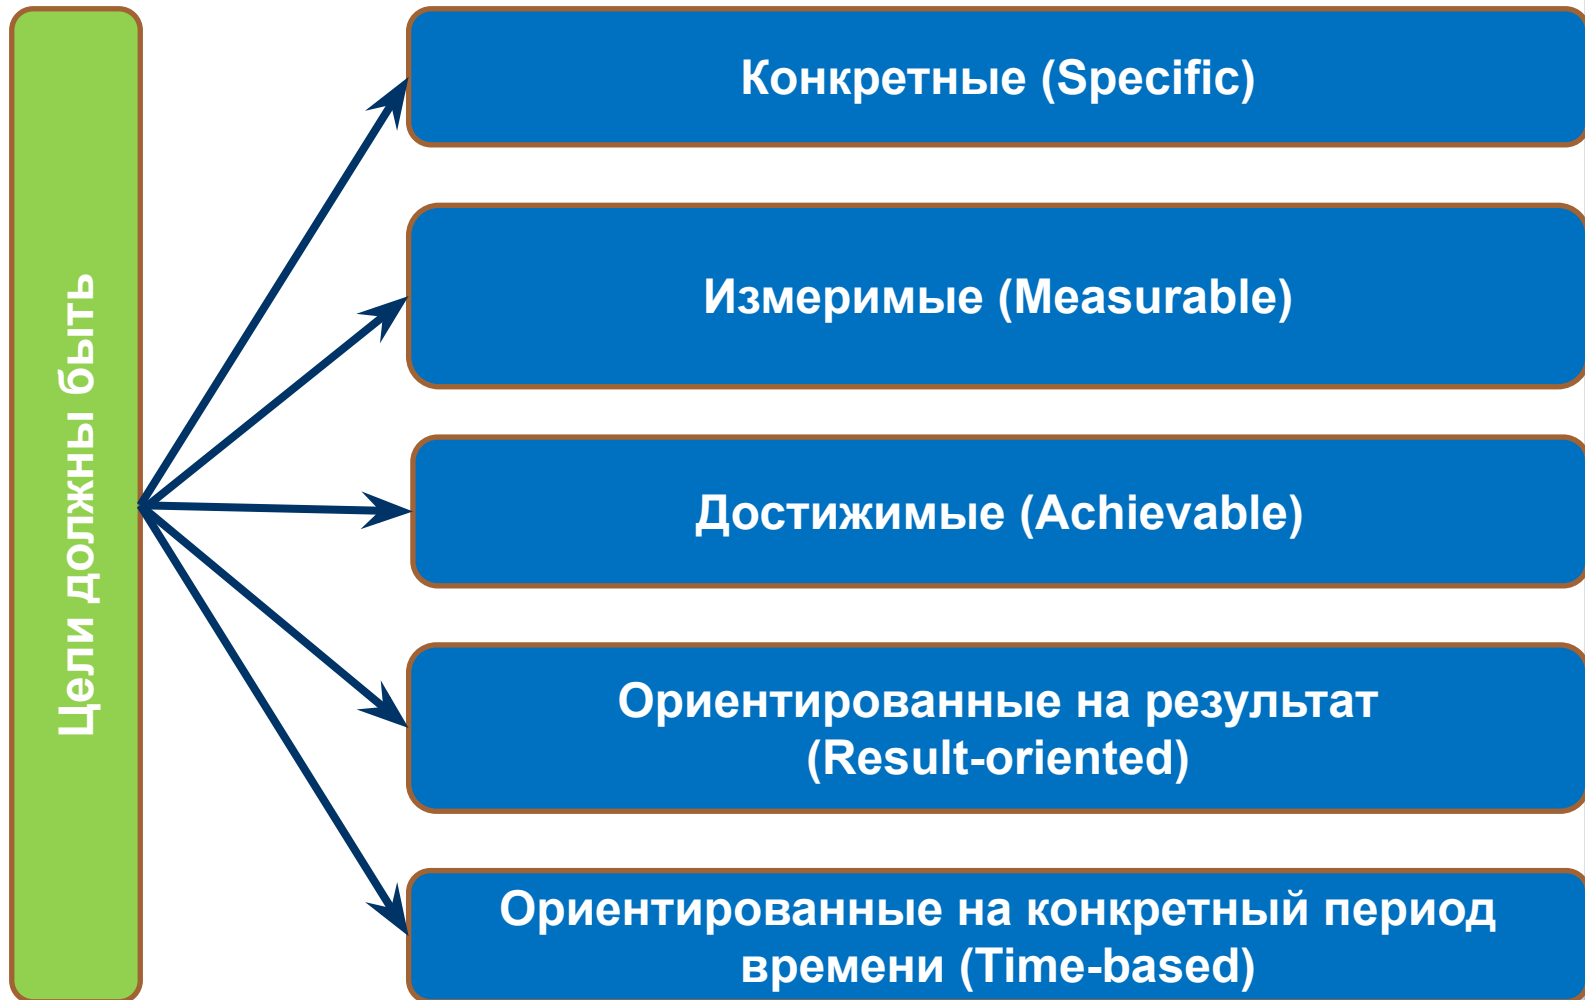 Цели должны быть
Конкретные (Specific)
Измеримые (Measurable)
Достижимые (Achievable)
Ориентированные на результат
(Result-oriented)
Ориентированные на конкретный период
времени (Time-based)